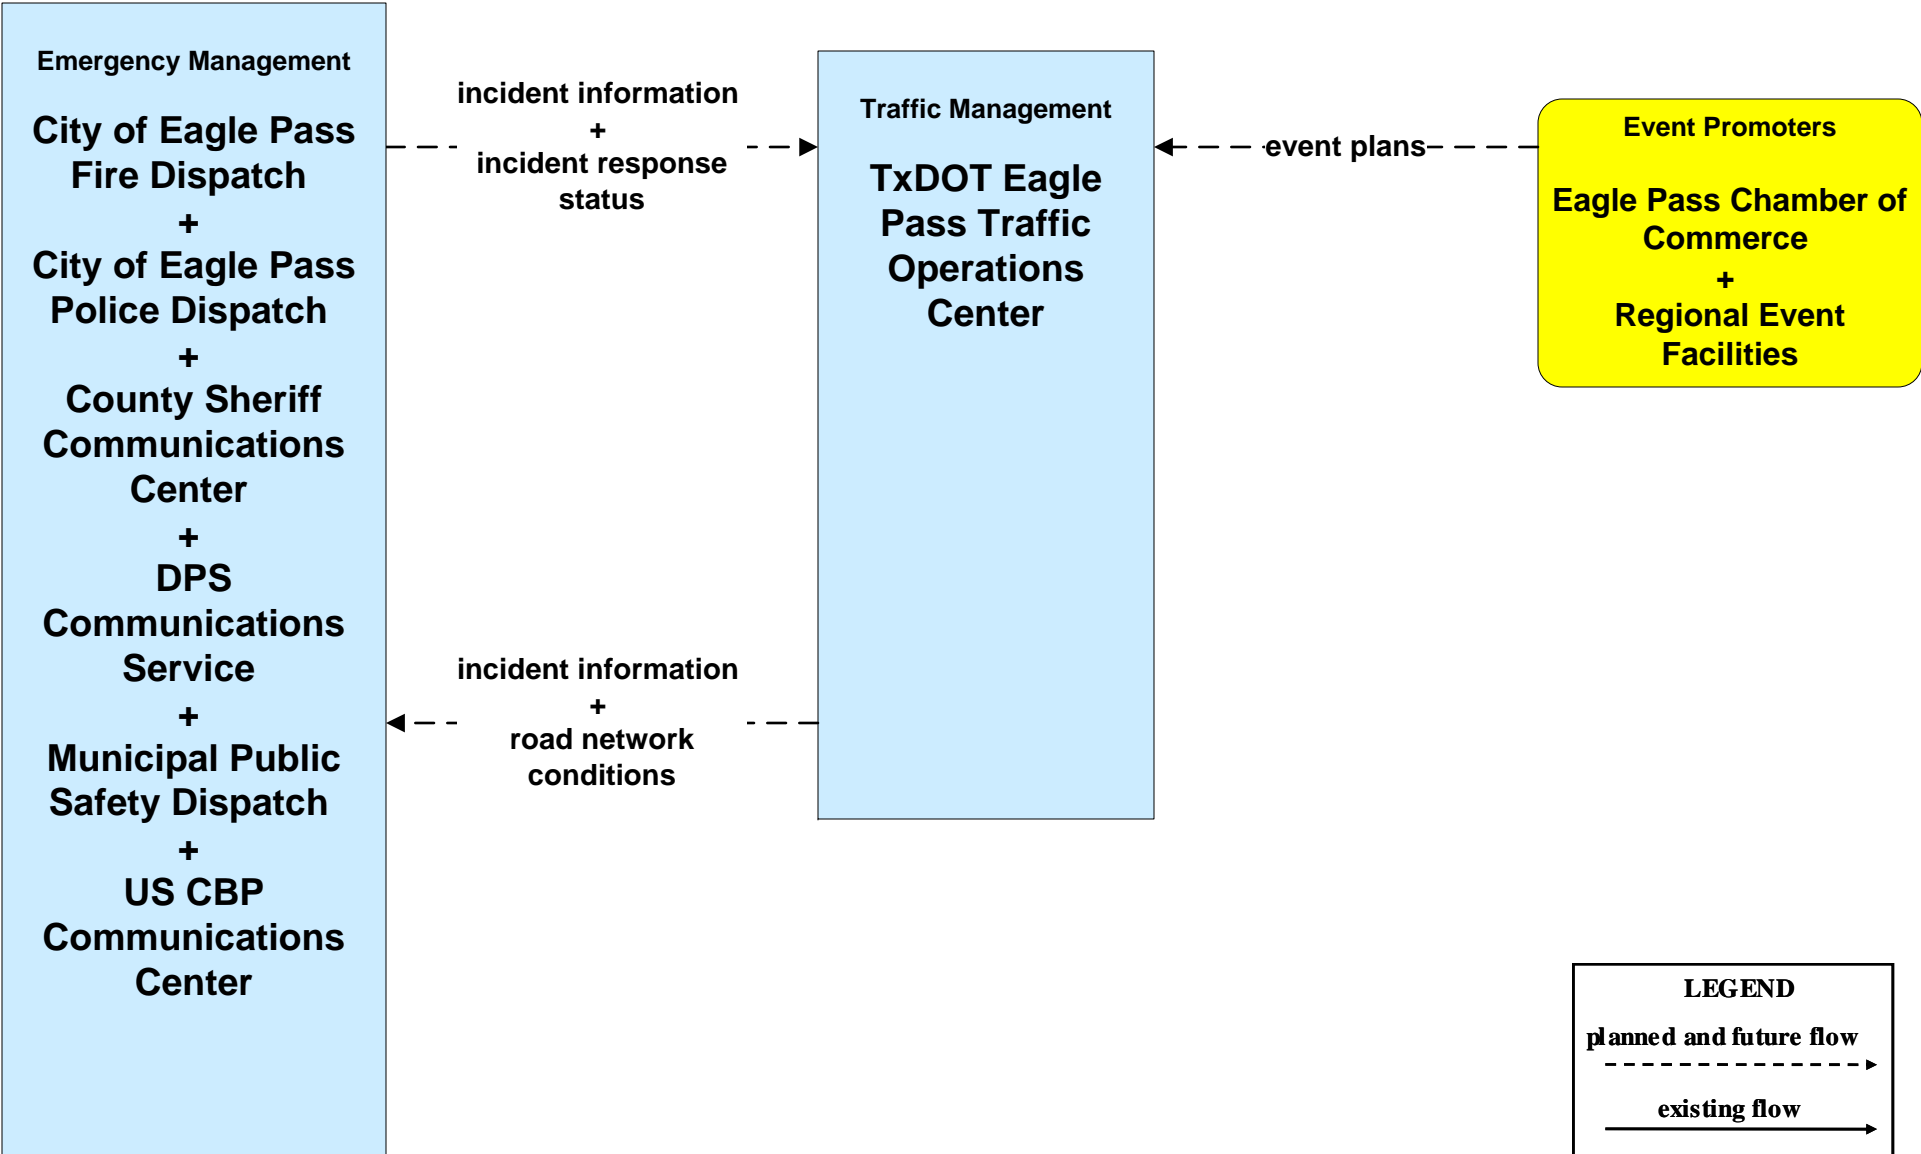 Emergency Management
City of Eagle Pass
Fire Dispatch
+
City of Eagle Pass
Police Dispatch
+
County Sheriff
Communications
Center
+
DPS
Communications
Service
+
Municipal Public
Safety Dispatch
+
US CBP
Communications
Center
incident information
+
incident response
status
incident information
+
road network
conditions
Traffic Management
TxDOT Eagle
Pass Traffic
Operations
Center
event plans
Event Promoters
Eagle Pass Chamber of
Commerce
+
Regional Event
Facilities
LEGEND
planned and future flow
existing flow